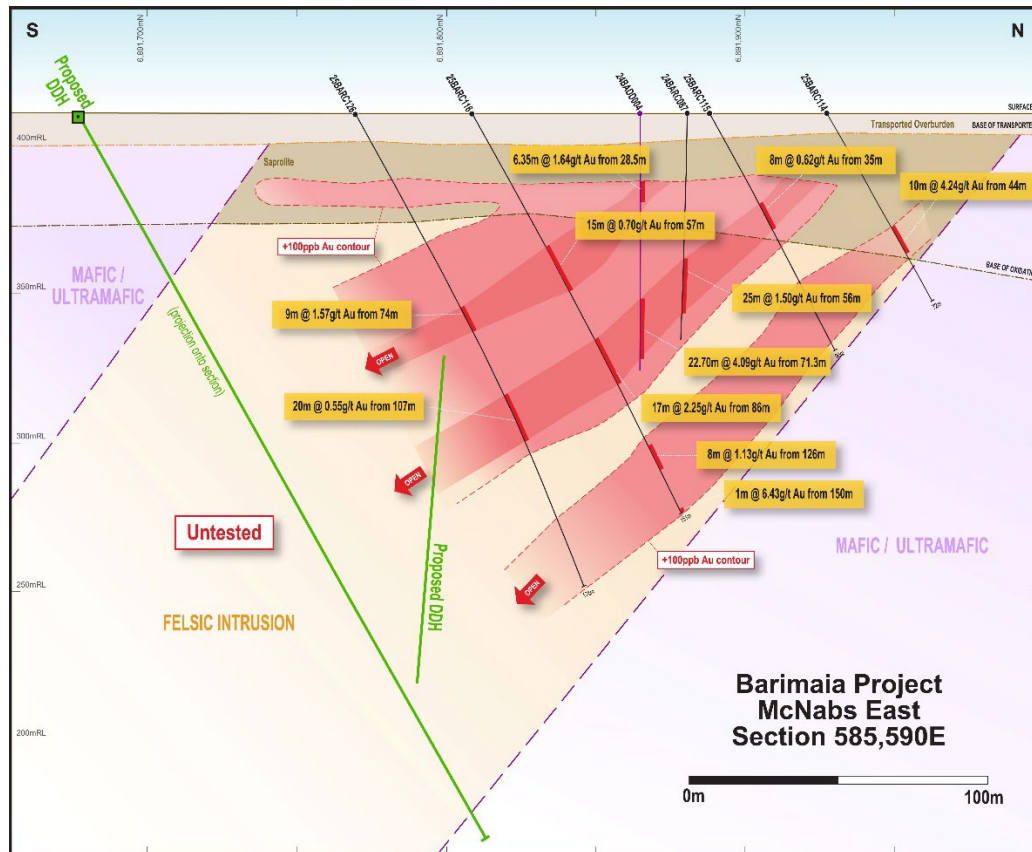 S
N
6,891,700mN
6,891,800mN
6,891,900mN
Proposed
DDH
25BARC126
25BARC116
24BADD004
24BARC087
25BARC115
25BARC114
SURFACE
BASE OF TRANSPORTE
Transported Overburden
400mRL
Saprolite
6.35m @ 1.64g/t Au from 28.5m
8m @ 0.62g/t Au from 35m
10m @ 4.24g/t Au from 44m
15m @ 0.70g/t Au from 57m
+100ppb Au contour
BASE OF OXIDATI
MAFIC /
ULTRAMAFIC
350mRL
25m @ 1.50g/t Au from 56m
9m @ 1.57g/t Au from 74m
(projection onto section)
OPEN
22.70m @ 4.09g/t Au from 71.3m
20m @ 0.55g/t Au from 107m
17m @ 2.25g/t Au from 86m
300mRL
8m @ 1.13g/t Au from 126m
OPEN
1m @ 6.43g/t Au from 150m
Untested
Proposed DDH
MAFIC / ULTRAMAFIC
+100ppb Au contour
OPEN
250mRL
FELSIC INTRUSION
200mRL
Barimaia Project
McNabs East
Section 585,590E
0m
100m